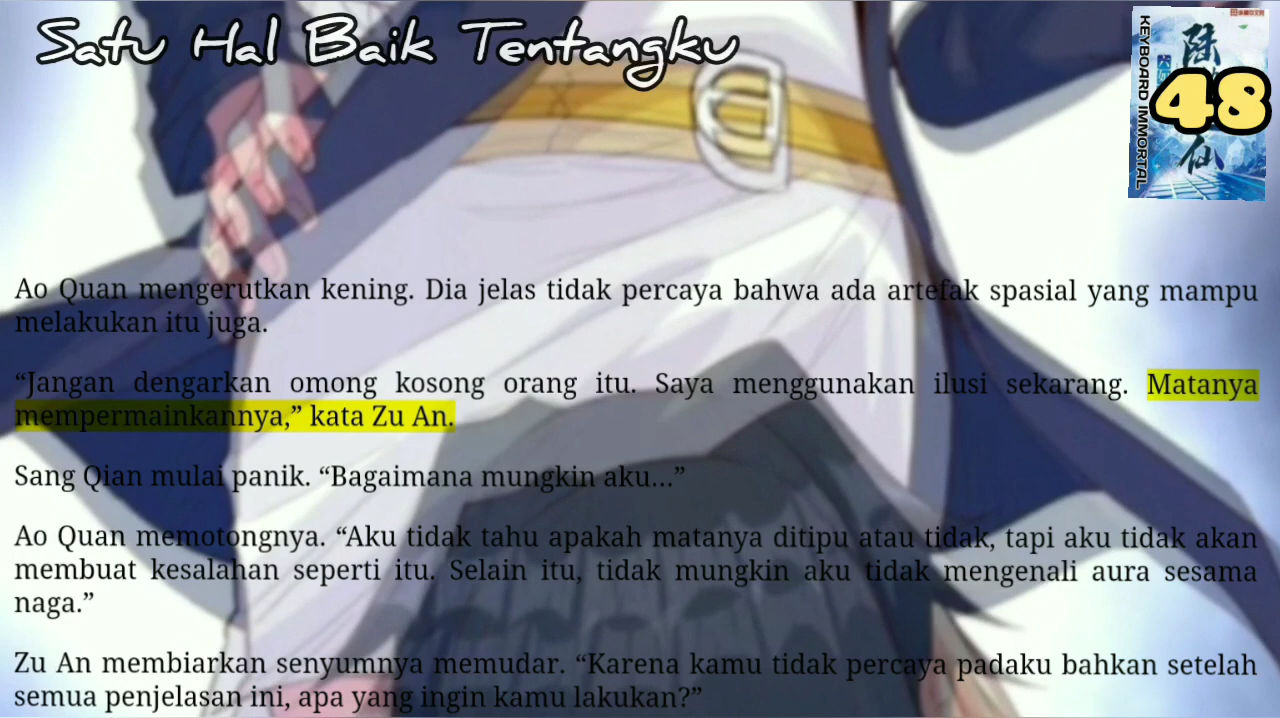 Satu Hal Baik Tentangku
陆
仙
KEYBOARD IMMORTAL
48
Ao Quan mengerutkan kening. Dia jelas tidak percaya bahwa ada artefak spasial yang mampu
melakukan itu juga.
“Jangan dengarkan omong kosong orang itu. Saya menggunakan ilusi sekarang. Matanya
mempermainkannya,” kata Zu An.
Sang Qian mulai panik. “Bagaimana mungkin aku…”
Ao Quan memotongnya. “Aku tidak tahu apakah matanya ditipu atau tidak, tapi aku tidak akan
membuat kesalahan seperti itu. Selain itu, tidak mungkin aku tidak mengenali aura sesama
naga.”
Zu An membiarkan senyumnya memudar. “Karena kamu tidak percaya padaku bahkan setelah
semua penjelasan ini, apa yang ingin kamu lakukan?”